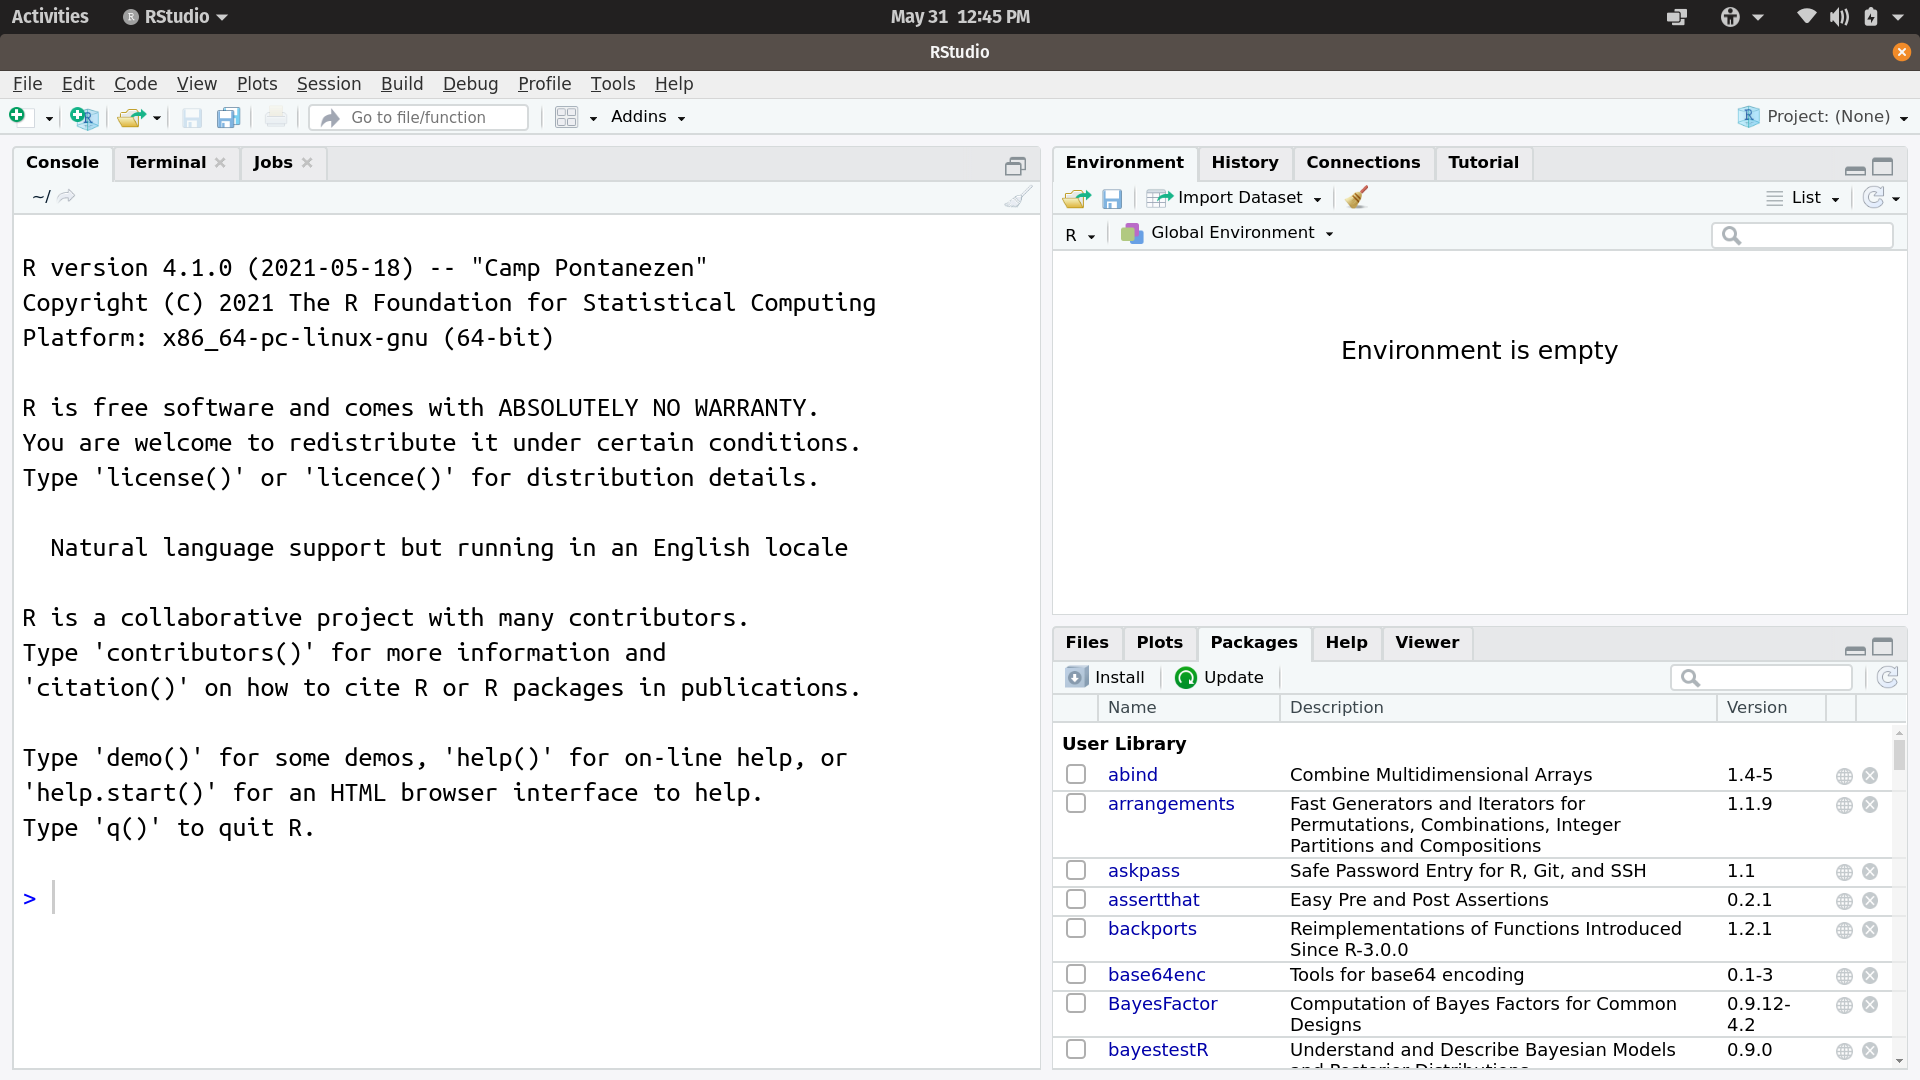 Activities RStudio May 31 12:45 PM
RStudio
File Edit Code View Plots Session Build Debug Profile Tools Help
Go to file/function Addins Project: (None)
Console Terminal Jobs
~/
R version 4.1.0 (2021-05-18) -- "Camp Pontanezen"
Copyright (C) 2021 The R Foundation for Statistical Computing
Platform: x86_64-pc-linux-gnu (64-bit)
R is free software and comes with ABSOLUTELY NO WARRANTY.
You are welcome to redistribute it under certain conditions.
Type 'license()' or 'licence()' for distribution details.
Natural language support but running in an English locale
R is a collaborative project with many contributors.
Type 'contributors()' for more information and
'citation()' on how to cite R or R packages in publications.
Type 'demo()' for some demos, 'help()' for on-line help, or
'help.start()' for an HTML browser interface to help.
Type 'q()' to quit R.
>
Environment History Connections Tutorial
Import Dataset List
R Global Environment
Environment is empty
Files Plots Packages Help Viewer
Install Update
Name Description Version
User Library
abind Combine Multidimensional Arrays 1.4-5
arrangements Fast Generators and Iterators for 1.1.9
Permutations, Combinations, Integer
Partitions and Compositions
askpass Safe Password Entry for R, Git, and SSH 1.1
assertthat Easy Pre and Post Assertions 0.2.1
backports Reimplementations of Functions Introduced 1.2.1
Since R-3.0.0
base64enc Tools for base64 encoding 0.1-3
BayesFactor Computation of Bayes Factors for Common 0.9.12-
Designs 4.2
bayestestR Understand and Describe Bayesian Models 0.9.0
and Posterior Distributions